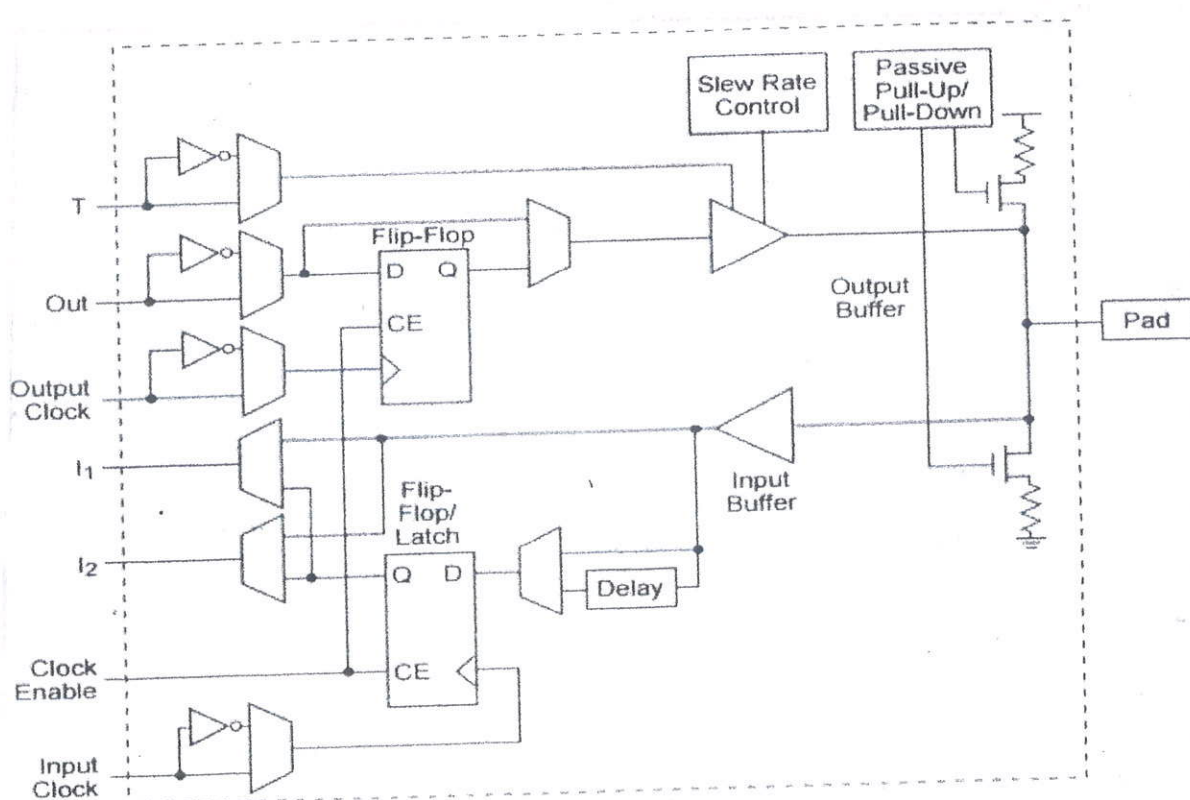 Slew Rate
Control
Passive
Pull-Up/
Pull-Down
T
Flip-Flop
D Q
CE
Out
Output
Buffer
Pad
Output
Clock
I1
Input
Buffer
Flip-
Flop/
Latch
I2
Q D
Delay
CE
Clock
Enable
Input
Clock